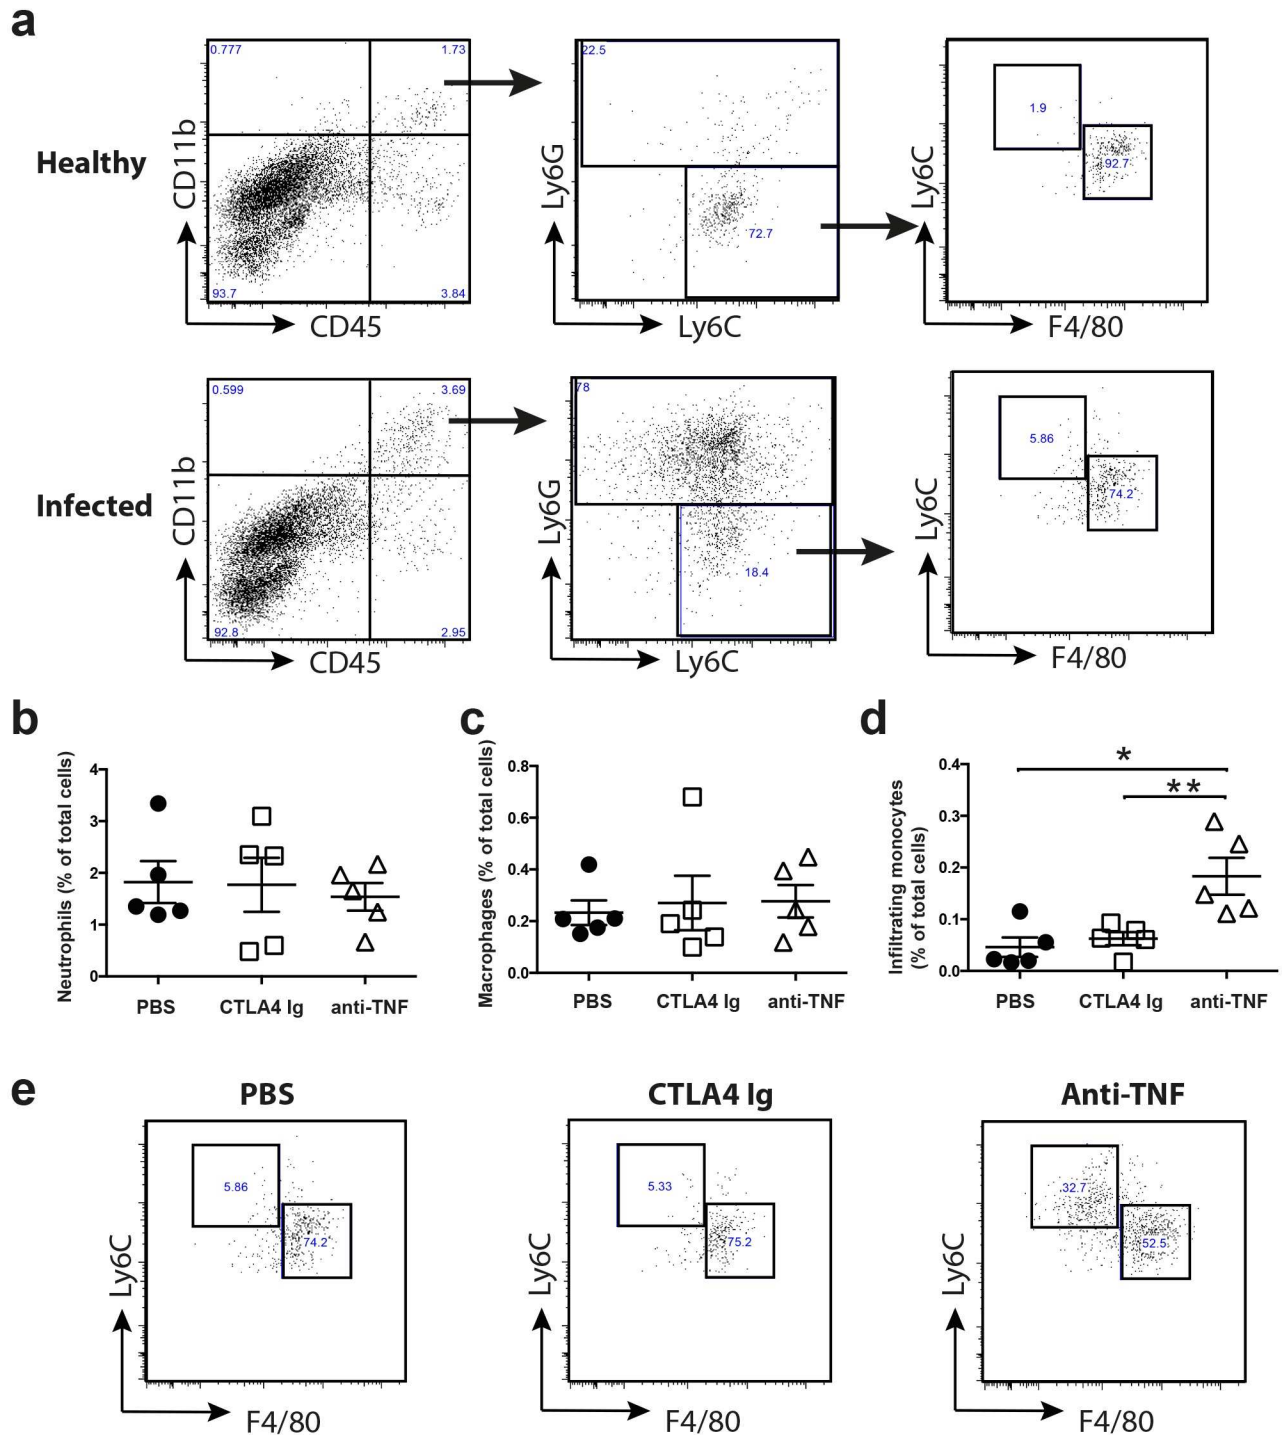 a
0.777
1.73
22.5
1.9
Healthy
CD11b
Ly6G
Ly6C
92.7
72.7
93.7
3.84
CD45
Ly6C
F4/80
0.599
3.69
78
5.86
Infected
CD11b
Ly6G
Ly6C
74.2
18.4
92.8
2.95
CD45
Ly6C
F4/80
b
Neutrophils (% of total cells)
4
3
2
1
0
PBS
CTLA4 Ig
anti-TNF
c
Macrophages (% of total cells)
0.8
0.6
0.4
0.2
0.0
PBS
CTLA4 Ig
anti-TNF
d
Infiltrating monocytes
(% of total cells)
0.4
0.3
0.2
0.1
0.0
*
**
PBS
CTLA4 Ig
anti-TNF
e
PBS
CTLA4 Ig
Anti-TNF
5.86
5.33
32.7
74.2
75.2
52.5
Ly6C
Ly6C
Ly6C
F4/80
F4/80
F4/80